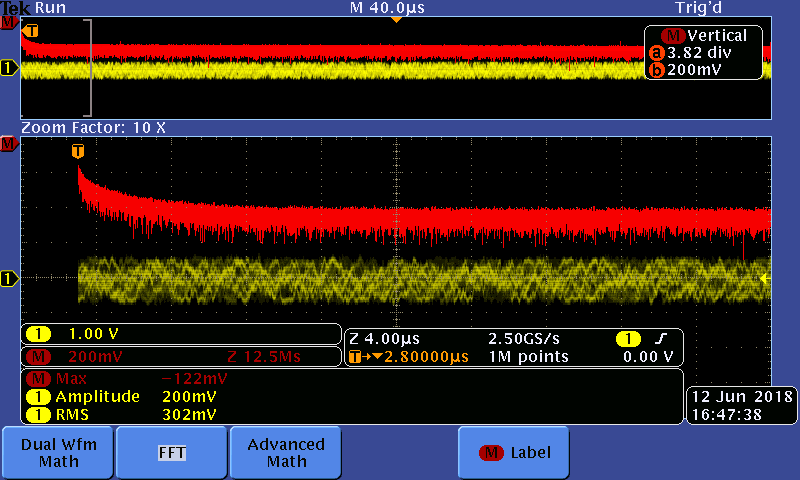 Tek Run M 40.0µs Trig'd
M
T
M Vertical
a 3.82 div
b 200mV
1
Zoom Factor: 10 X
M
T
1
1 1.00 V
M 200mV Z 12.5Ms
Z 4.00µs 2.50GS/s 1
T→▼2.80000µs 1M points 0.00 V
M Max −122mV
1 Amplitude 200mV
1 RMS 302mV
12 Jun 2018
16:47:38
Dual Wfm
Math
FFT
Advanced
Math
M Label